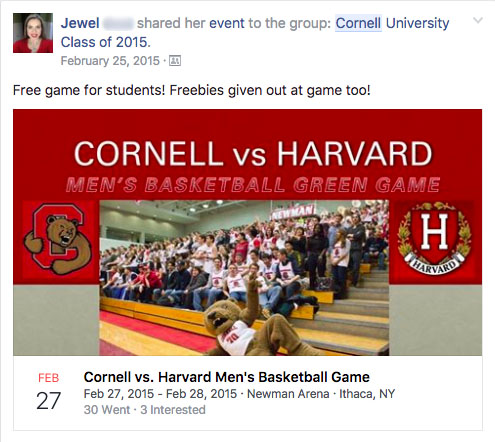 Jewel shared her event to the group: Cornell University
Class of 2015.
February 25, 2015 ·
Free game for students! Freebies given out at game too!
CORNELL vs HARVARD
MEN'S BASKETBALL GREEN GAME
NEWMAN
C
H
HARVARD
FEB
27
Cornell vs. Harvard Men's Basketball Game
Feb 27, 2015 - Feb 28, 2015 · Newman Arena · Ithaca, NY
30 Went · 3 Interested